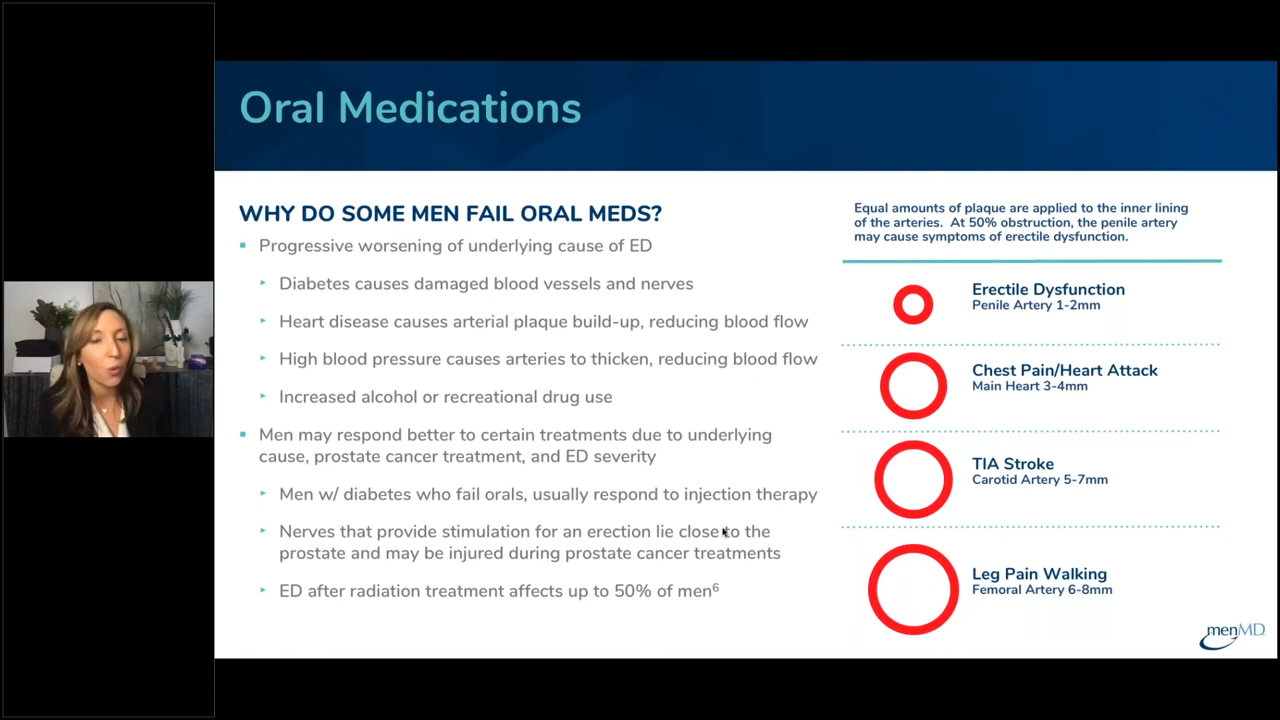 Oral Medications
WHY DO SOME MEN FAIL ORAL MEDS?
Progressive worsening of underlying cause of ED
Diabetes causes damaged blood vessels and nerves
Heart disease causes arterial plaque build-up, reducing blood flow
High blood pressure causes arteries to thicken, reducing blood flow
Increased alcohol or recreational drug use
Men may respond better to certain treatments due to underlying
cause, prostate cancer treatment, and ED severity
Men w/ diabetes who fail orals, usually respond to injection therapy
Nerves that provide stimulation for an erection lie close to the
prostate and may be injured during prostate cancer treatments
ED after radiation treatment affects up to 50% of men⁶
Equal amounts of plaque are applied to the inner lining
of the arteries. At 50% obstruction, the penile artery
may cause symptoms of erectile dysfunction.
Erectile Dysfunction
Penile Artery 1-2mm
Chest Pain/Heart Attack
Main Heart 3-4mm
TIA Stroke
Carotid Artery 5-7mm
Leg Pain Walking
Femoral Artery 6-8mm
menMD